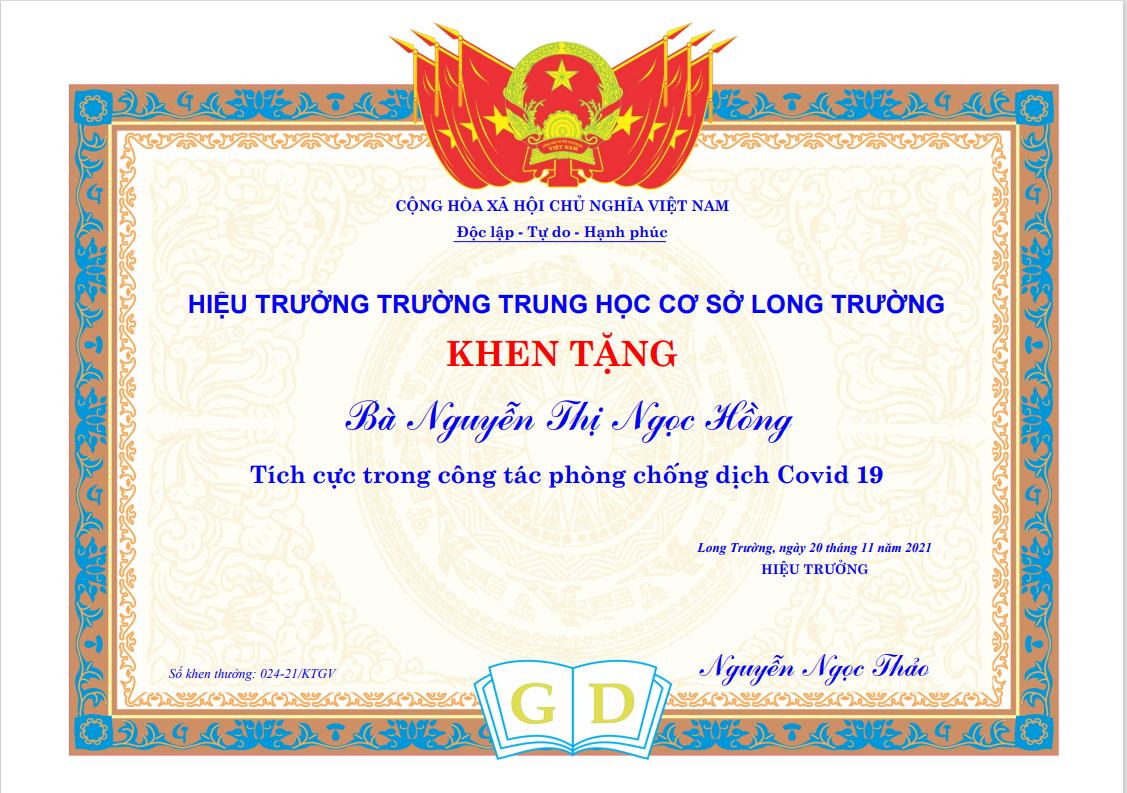 VIỆT NAM
CỘNG HÒA XÃ HỘI CHỦ NGHĨA VIỆT NAM
Độc lập - Tự do - Hạnh phúc
HIỆU TRƯỞNG TRƯỜNG TRUNG HỌC CƠ SỞ LONG TRƯỜNG
KHEN TẶNG
Bà Nguyễn Thị Ngọc Hồng
Tích cực trong công tác phòng chống dịch Covid 19
Long Trường, ngày 20 tháng 11 năm 2021
HIỆU TRƯỞNG
Nguyễn Ngọc Thảo
Số khen thưởng: 024-21/KTGV
G D